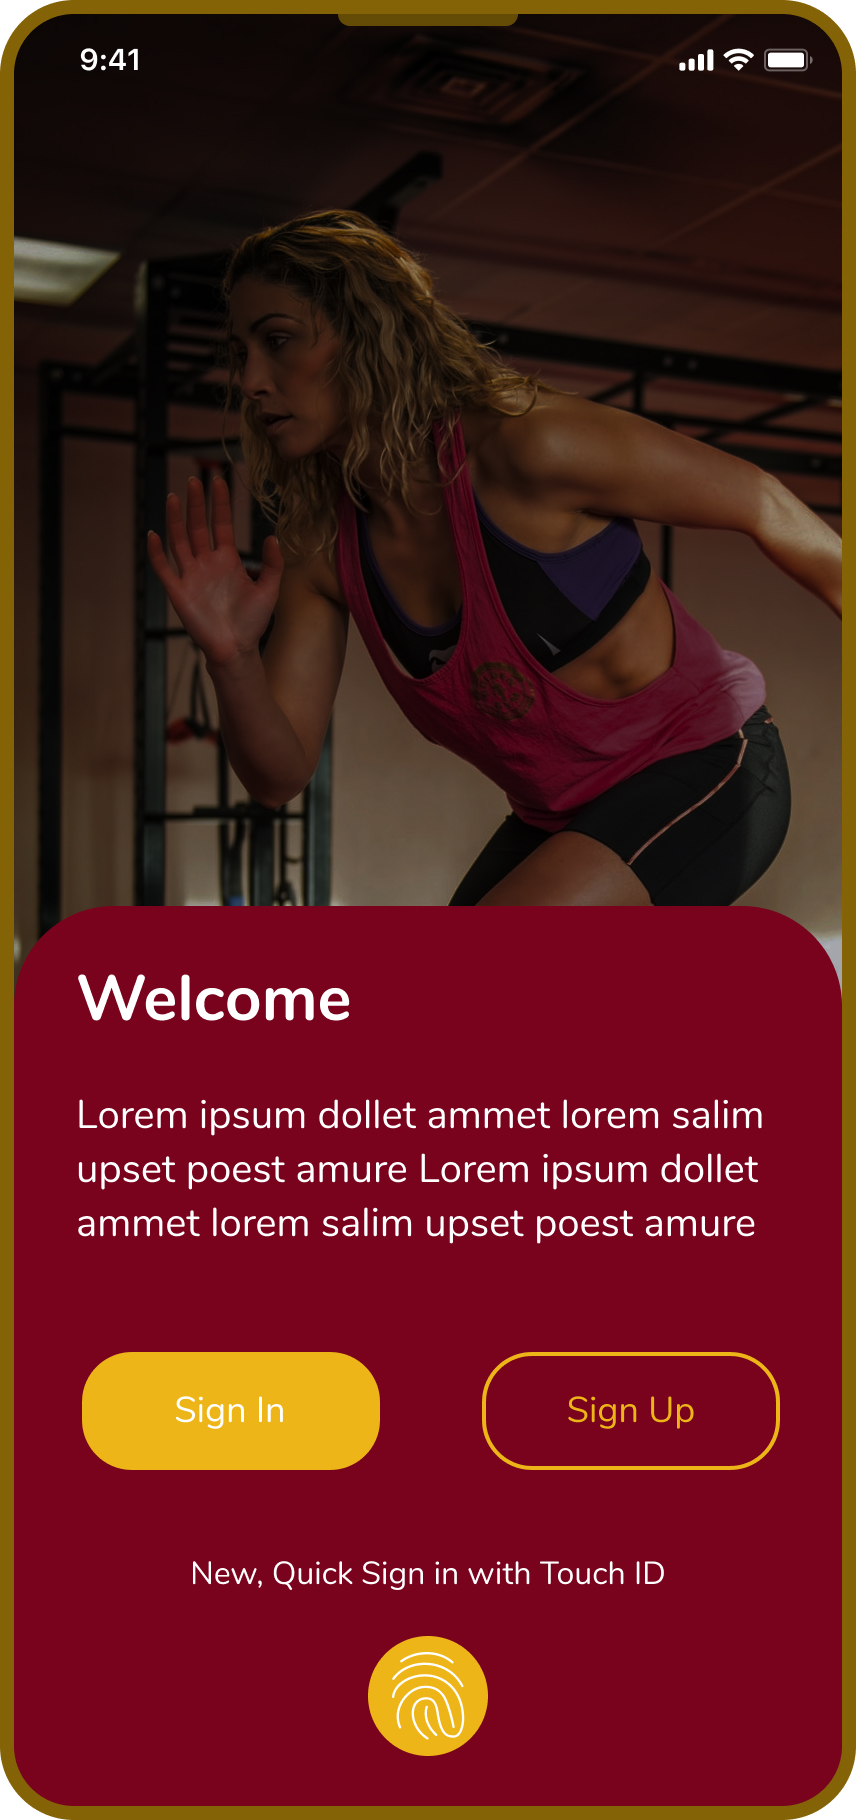 9:41
Welcome
Lorem ipsum dollet ammet lorem salim
upset poest amure Lorem ipsum dollet
ammet lorem salim upset poest amure
Sign In
Sign Up
New, Quick Sign in with Touch ID